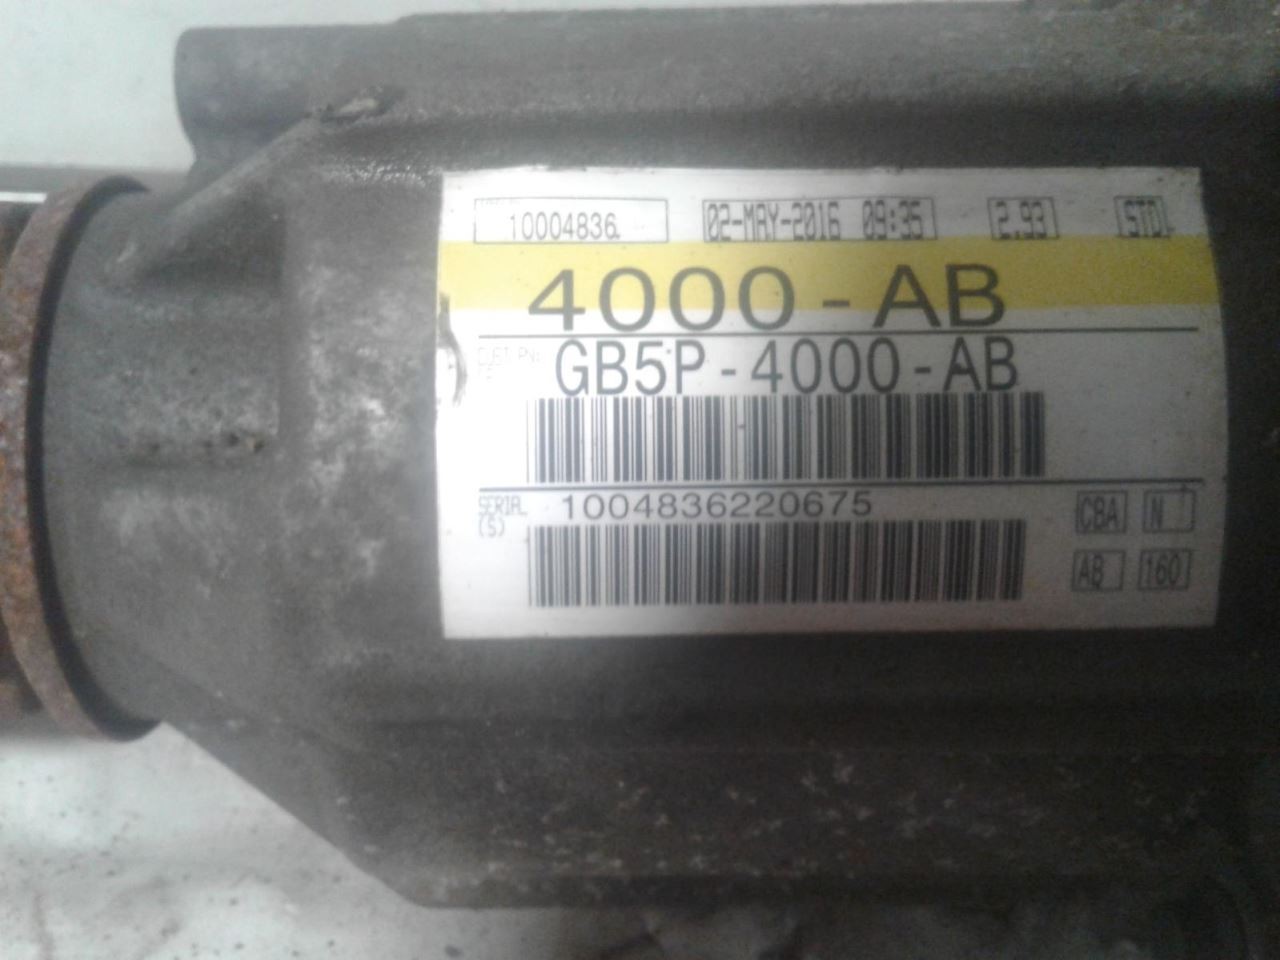 10004836 02-MAY-2016 09:35 2.93 STD
4000-AB
CUST PN:
GB5P-4000-AB
SERIAL 1004836220675
(S)
CBA N
AB 160